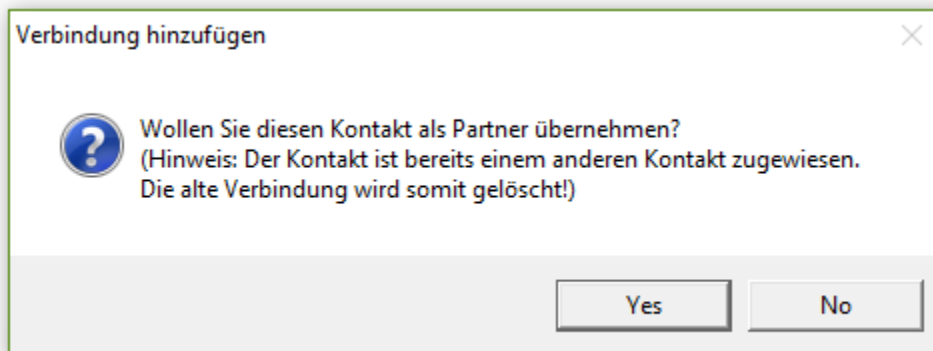 Verbindung hinzufügen
Wollen Sie diesen Kontakt als Partner übernehmen?
(Hinweis: Der Kontakt ist bereits einem anderen Kontakt zugewiesen.
Die alte Verbindung wird somit gelöscht!)
Yes No